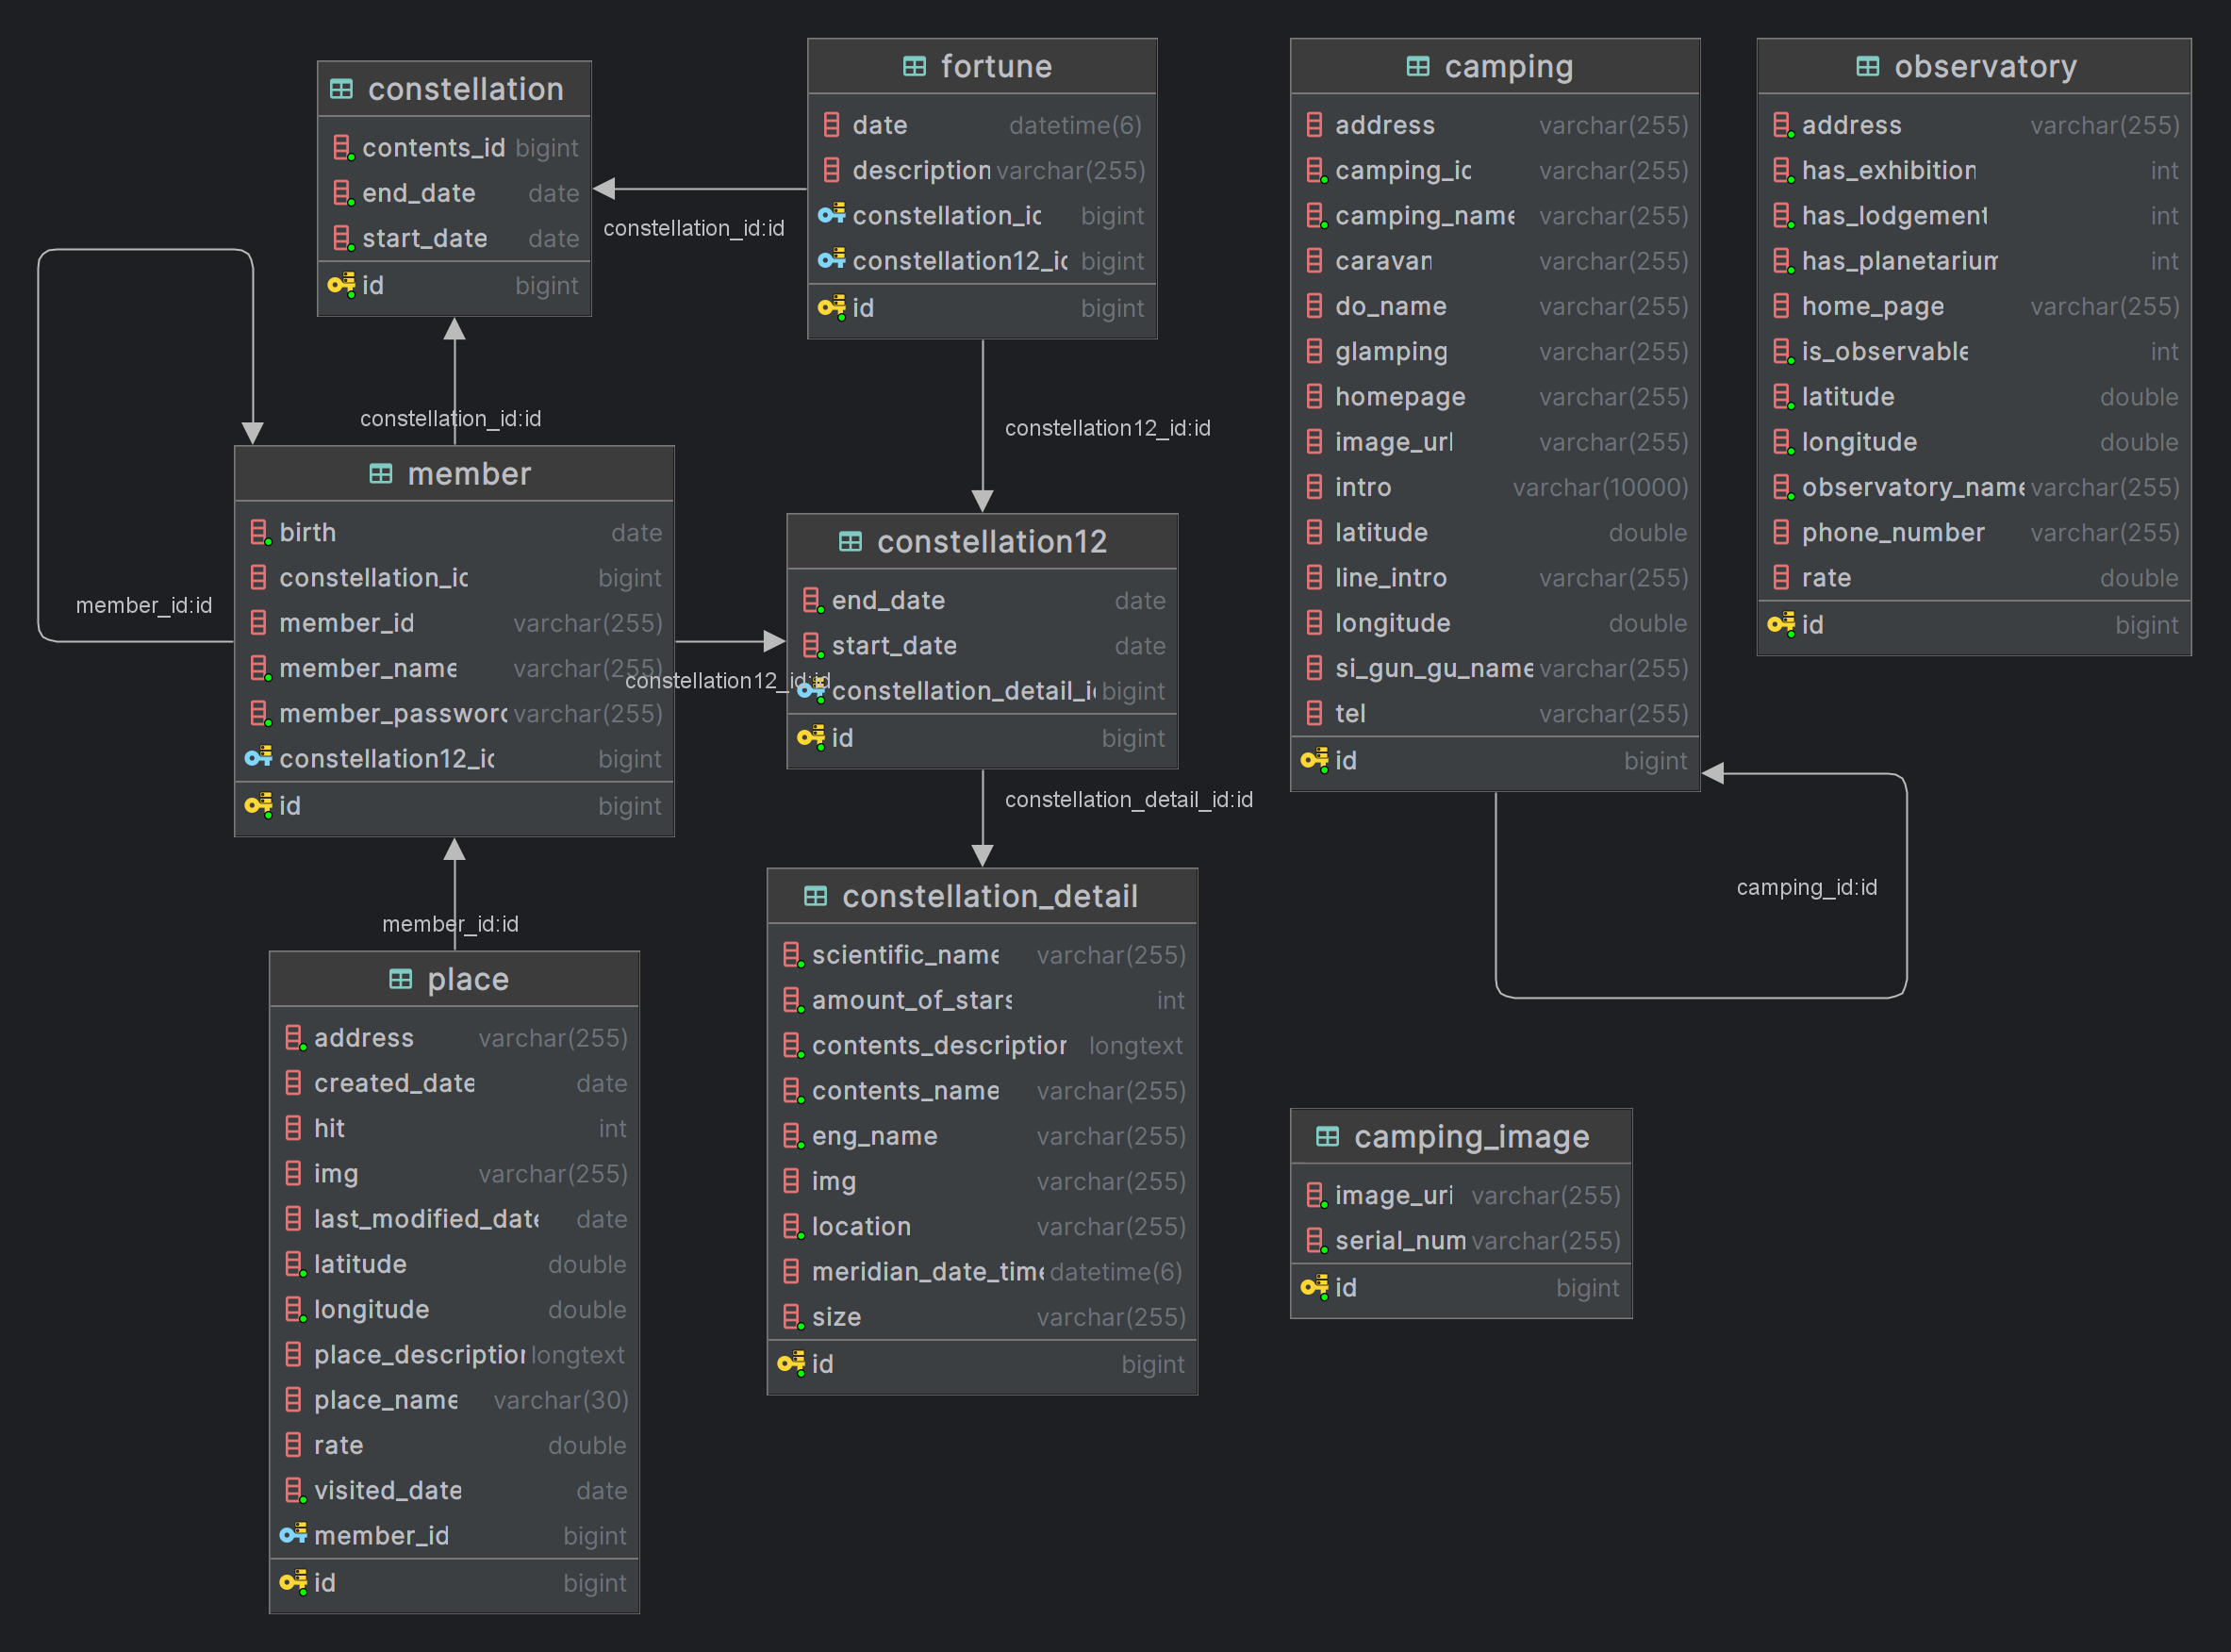 constellation
contents_id bigint
end_date date
start_date date
id bigint
fortune
date datetime(6)
description varchar(255)
constellation_id bigint
constellation12_id bigint
id bigint
constellation_id:id
constellation_id:id
constellation12_id:id
member
birth date
constellation_id bigint
member_id varchar(255)
member_name varchar(255)
member_password varchar(255)
constellation12_id bigint
id bigint
member_id:id
constellation12_id:id
constellation12
end_date date
start_date date
constellation_detail_id bigint
id bigint
constellation_detail_id:id
member_id:id
place
address varchar(255)
created_date date
hit int
img varchar(255)
last_modified_date date
latitude double
longitude double
place_description longtext
place_name varchar(30)
rate double
visited_date date
member_id bigint
id bigint
constellation_detail
scientific_name varchar(255)
amount_of_stars int
contents_description longtext
contents_name varchar(255)
eng_name varchar(255)
img varchar(255)
location varchar(255)
meridian_date_time datetime(6)
size varchar(255)
id bigint
camping
address varchar(255)
camping_id varchar(255)
camping_name varchar(255)
caravan varchar(255)
do_name varchar(255)
glamping varchar(255)
homepage varchar(255)
image_url varchar(255)
intro varchar(10000)
latitude double
line_intro varchar(255)
longitude double
si_gun_gu_name varchar(255)
tel varchar(255)
id bigint
camping_id:id
observatory
address varchar(255)
has_exhibition int
has_lodgement int
has_planetarium int
home_page varchar(255)
is_observable int
latitude double
longitude double
observatory_name varchar(255)
phone_number varchar(255)
rate double
id bigint
camping_image
image_uri varchar(255)
serial_num varchar(255)
id bigint